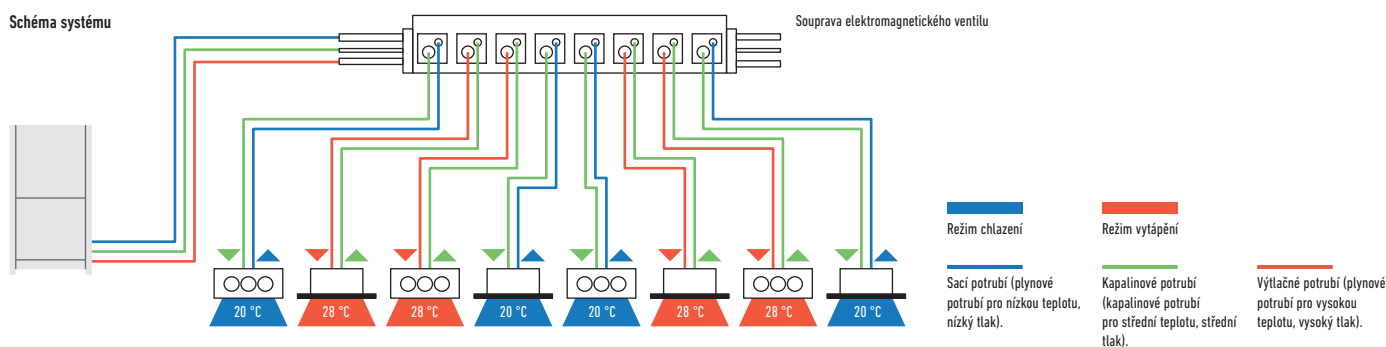 Schéma systému
Souprava elektromagnetického ventilu
20 °C
28 °C
28 °C
20 °C
20 °C
28 °C
28 °C
20 °C
Režim chlazení
Režim vytápění
Sací potrubí (plynové
potrubí pro nízkou teplotu,
nízký tlak).
Kapalinové potrubí
(kapalinové potrubí
pro střední teplotu, střední
tlak).
Výtlačné potrubí (plynové
potrubí pro vysokou
teplotu, vysoký tlak).